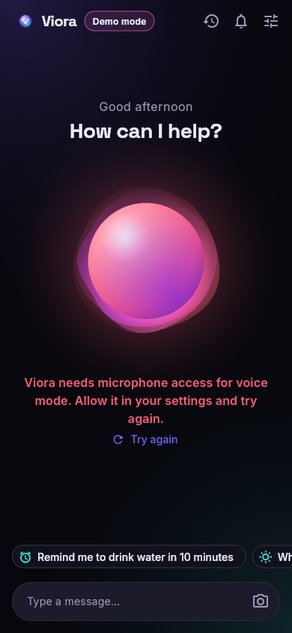 Viora
Demo mode
Good afternoon
How can I help?
Viora needs microphone access for voice
mode. Allow it in your settings and try
again.
Try again
Remind me to drink water in 10 minutes
Wh
Type a message...